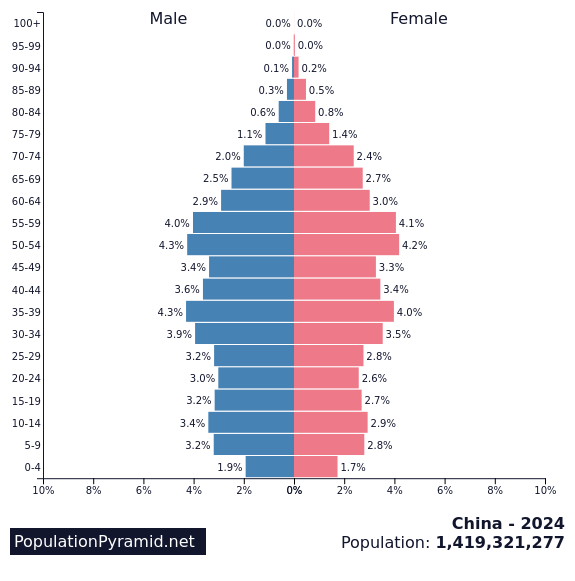 Male Female
100+ 0.0% 0.0%
95-99 0.0% 0.0%
90-94 0.1% 0.2%
85-89 0.3% 0.5%
80-84 0.6% 0.8%
75-79 1.1% 1.4%
70-74 2.0% 2.4%
65-69 2.5% 2.7%
60-64 2.9% 3.0%
55-59 4.0% 4.1%
50-54 4.3% 4.2%
45-49 3.4% 3.3%
40-44 3.6% 3.4%
35-39 4.3% 4.0%
30-34 3.9% 3.5%
25-29 3.2% 2.8%
20-24 3.0% 2.6%
15-19 3.2% 2.7%
10-14 3.4% 2.9%
5-9 3.2% 2.8%
0-4 1.9% 1.7%
10% 8% 6% 4% 2% 0% 2% 4% 6% 8% 10%
China - 2024
PopulationPyramid.net Population: 1,419,321,277